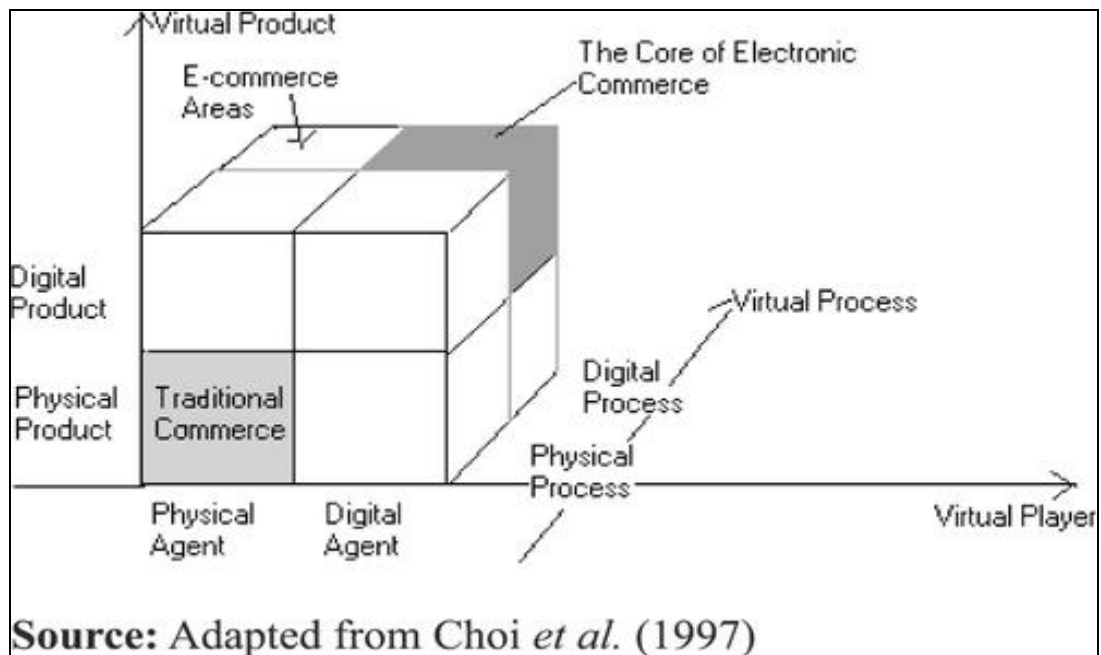 Virtual Product
E-commerce
Areas
The Core of Electronic
Commerce
Digital
Product
Virtual Process
Digital
Process
Physical
Product
Traditional
Commerce
Physical
Process
Physical
Agent
Digital
Agent
Virtual Player
Source: Adapted from Choi et al. (1997)